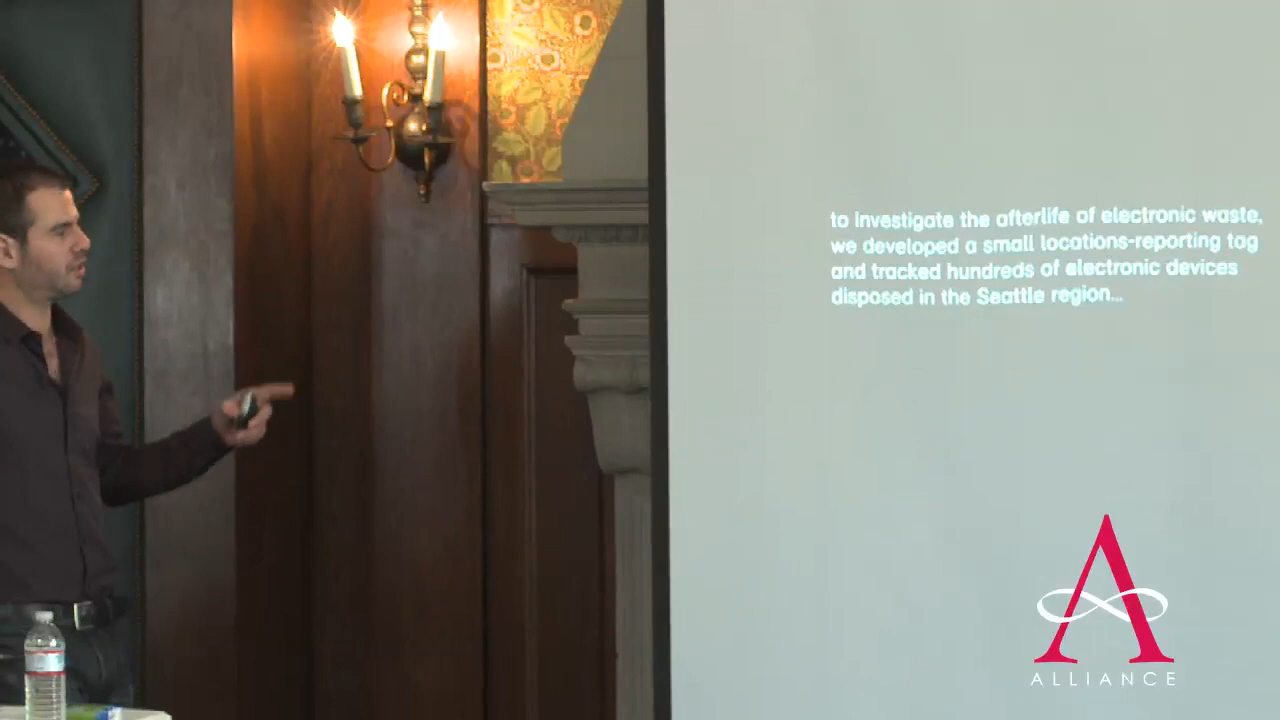 to investigate the afterlife of electronic waste,
we developed a small locations-reporting tag
and tracked hundreds of electronic devices
disposed in the Seattle region...
A
ALLIANCE